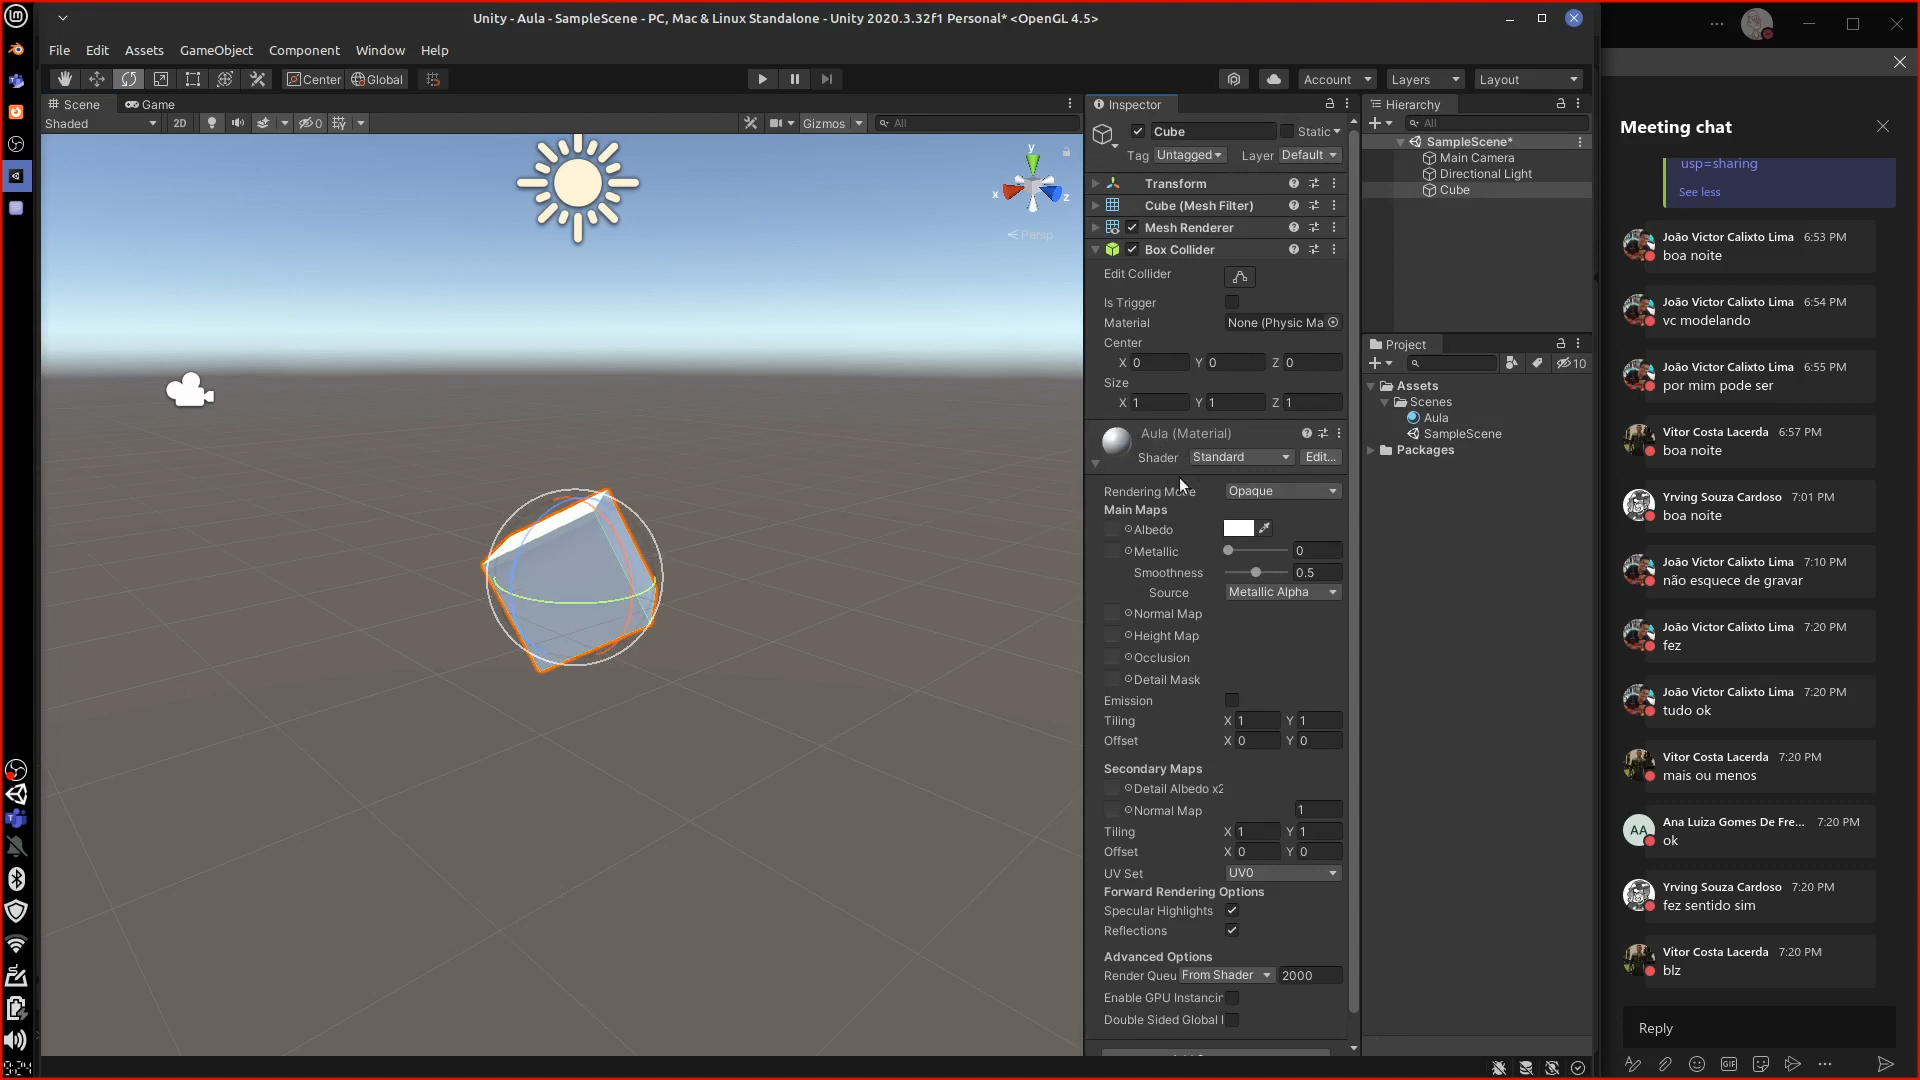 Unity - Aula - SampleScene - PC, Mac & Linux Standalone - Unity 2020.3.32f1 Personal* <OpenGL 4.5>
File Edit Assets GameObject Component Window Help
Center Global
Account Layers Layout
Scene Game
Shaded 2D 0 Gizmos All
y
x
z
Persp
Inspector
Cube Static
Tag Untagged Layer Default
Transform
Cube (Mesh Filter)
Mesh Renderer
Box Collider
Edit Collider
Is Trigger
Material None (Physic Ma
Center
X 0 Y 0 Z 0
Size
X 1 Y 1 Z 1
Aula (Material)
Shader Standard Edit...
Rendering Mode Opaque
Main Maps
Albedo
Metallic 0
Smoothness 0.5
Source Metallic Alpha
Normal Map
Height Map
Occlusion
Detail Mask
Emission
Tiling X 1 Y 1
Offset X 0 Y 0
Secondary Maps
Detail Albedo x2
Normal Map 1
Tiling X 1 Y 1
Offset X 0 Y 0
UV Set UV0
Forward Rendering Options
Specular Highlights
Reflections
Advanced Options
Render Queu From Shader 2000
Enable GPU Instancin
Double Sided Global I
Hierarchy
All
SampleScene*
Main Camera
Directional Light
Cube
Project
10
Assets
Scenes
Aula
SampleScene
Packages
Meeting chat
usp=sharing
See less
João Victor Calixto Lima 6:53 PM
boa noite
João Victor Calixto Lima 6:54 PM
vc modelando
João Victor Calixto Lima 6:55 PM
por mim pode ser
Vitor Costa Lacerda 6:57 PM
boa noite
Yrving Souza Cardoso 7:01 PM
boa noite
João Victor Calixto Lima 7:10 PM
não esquece de gravar
João Victor Calixto Lima 7:20 PM
fez
João Victor Calixto Lima 7:20 PM
tudo ok
Vitor Costa Lacerda 7:20 PM
mais ou menos
AA
Ana Luiza Gomes De Fre... 7:20 PM
ok
Yrving Souza Cardoso 7:20 PM
fez sentido sim
Vitor Costa Lacerda 7:20 PM
blz
Reply
GIF